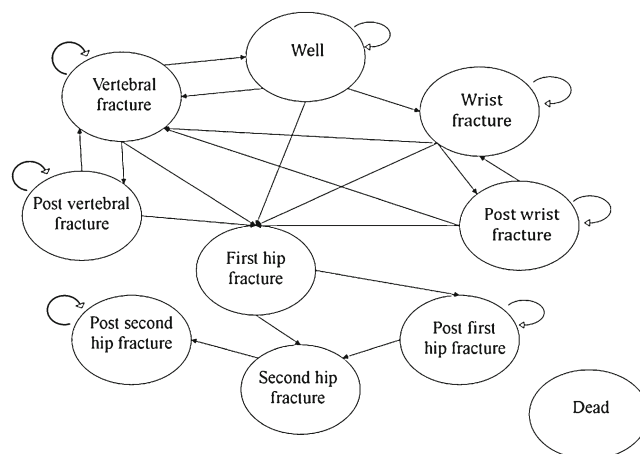 Well
Vertebral
fracture
Wrist
fracture
Post vertebral
fracture
Post wrist
fracture
First hip
fracture
Post second
hip fracture
Post first
hip fracture
Second hip
fracture
Dead